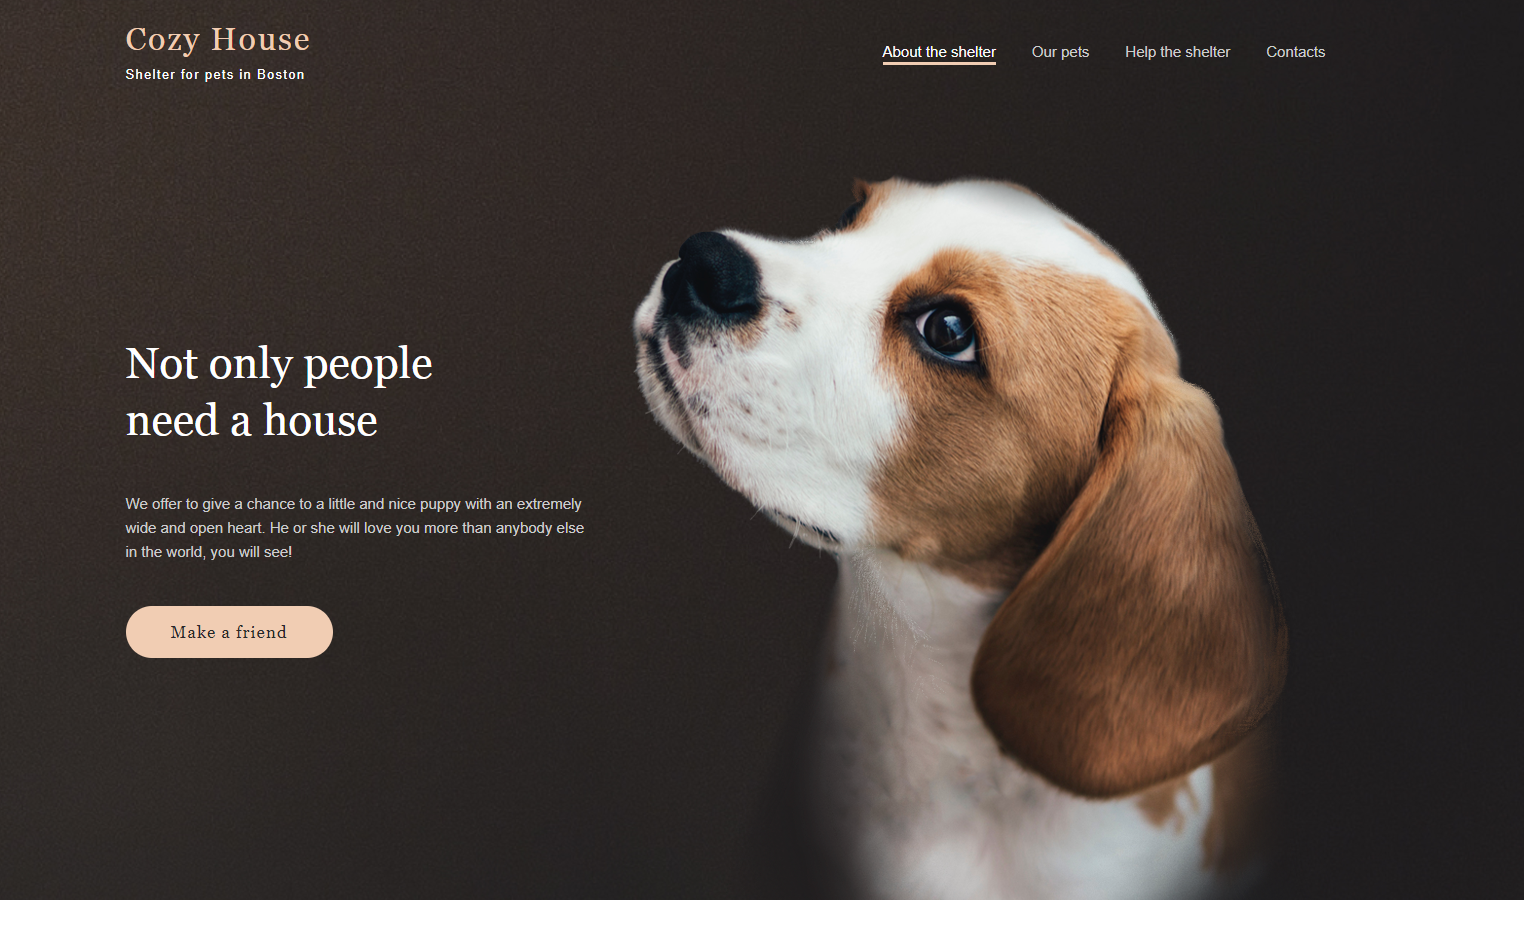 Cozy House
Shelter for pets in Boston
About the shelter
Our pets
Help the shelter
Contacts
Not only people
need a house
We offer to give a chance to a little and nice puppy with an extremely
wide and open heart. He or she will love you more than anybody else
in the world, you will see!
Make a friend